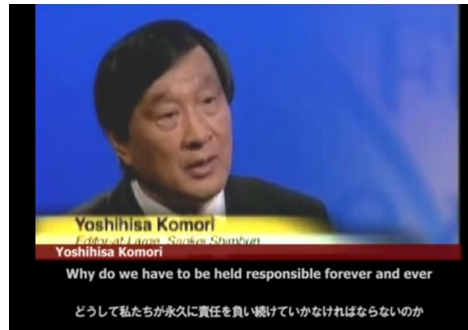 Yoshihisa Komori
Editor-at-Large, Sankei Shimbun
Yoshihisa Komori
Why do we have to be held responsible forever and ever
どうして私たちが永久に責任を負い続けていかなければならないのか